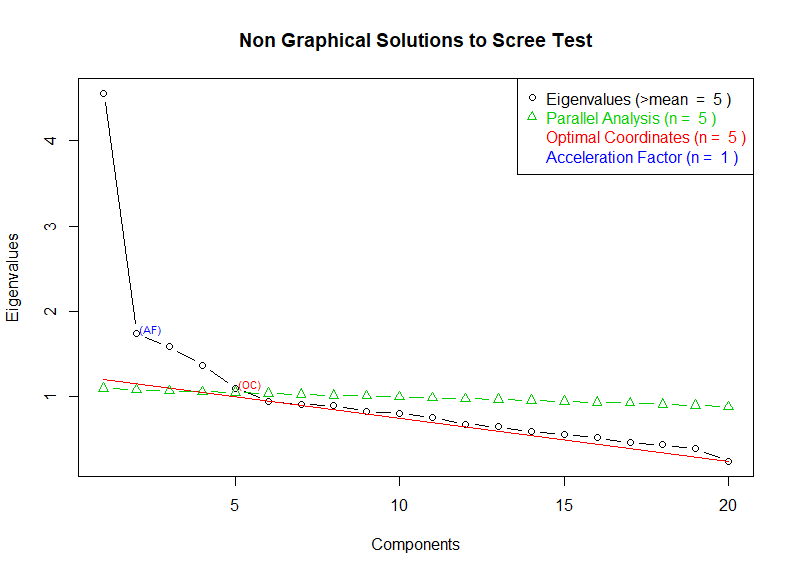 Non Graphical Solutions to Scree Test
Eigenvalues (>mean = 5 )
Parallel Analysis (n = 5 )
Optimal Coordinates (n = 5 )
Acceleration Factor (n = 1 )
4
3
2
1
Eigenvalues
(AF)
(OC)
5 10 15 20
Components